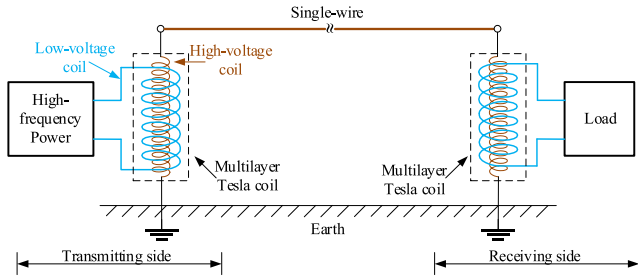 Single-wire
Low-voltage
coil
High-voltage
coil
High-
frequency
Power
Load
Multilayer
Tesla coil
Multilayer
Tesla coil
Earth
Transmitting side
Receiving side